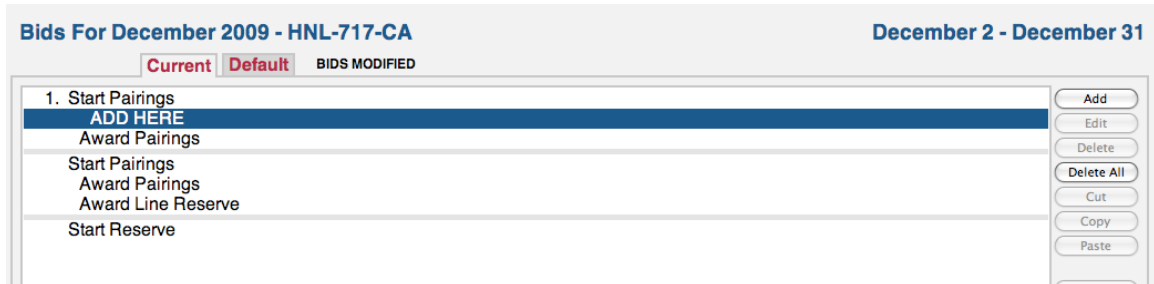 Bids For December 2009 - HNL-717-CA December 2 - December 31
Current Default BIDS MODIFIED
1. Start Pairings
ADD HERE
Award Pairings
Start Pairings
Award Pairings
Award Line Reserve
Start Reserve
Add
Edit
Delete
Delete All
Cut
Copy
Paste